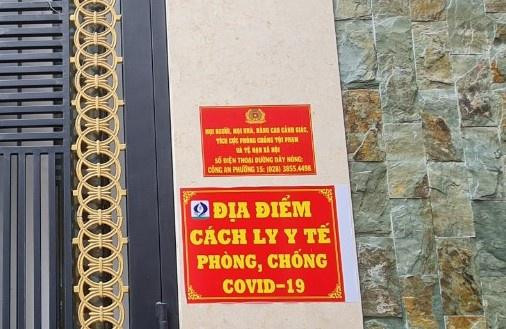 MỌI NGƯỜI, MỌI NHÀ, NÂNG CAO CẢNH GIÁC,
TÍCH CỰC PHÒNG CHỐNG TỘI PHẠM
VÀ TỆ NẠN XÃ HỘI
SỐ ĐIỆN THOẠI ĐƯỜNG DÂY NÓNG:
CÔNG AN PHƯỜNG 15: (028) 3855.4498
ĐỊA ĐIỂM
CÁCH LY Y TẾ
PHÒNG, CHỐNG
COVID-19